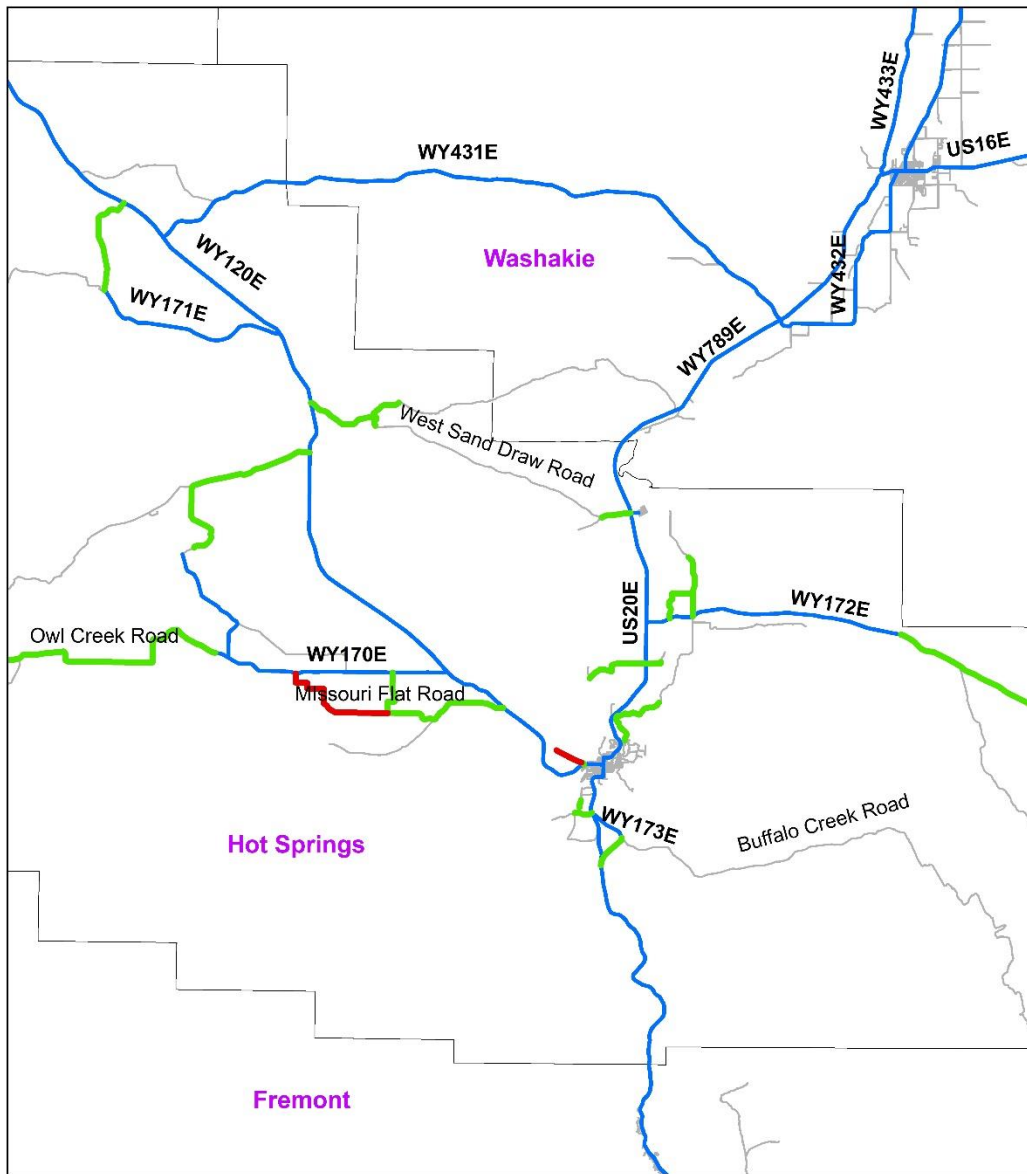 WY433E
US16E
WY431E
WY120E
Washakie
WY432E
WY171E
WY789E
West Sand Draw Road
US20E
WY172E
Owl Creek Road
WY170E
Missouri Flat Road
WY173E
Buffalo Creek Road
Hot Springs
Fremont